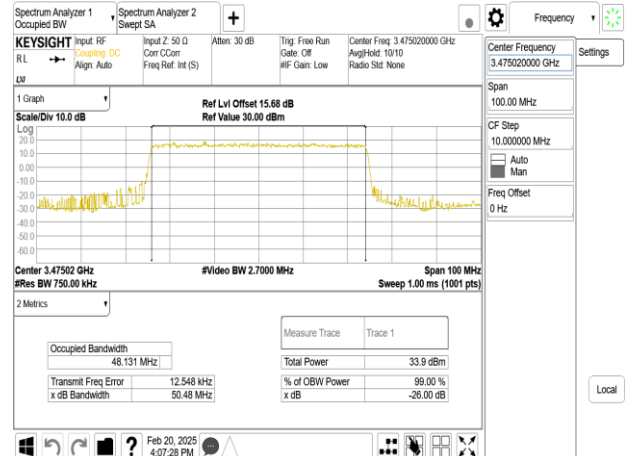 Spectrum Analyzer 1
Occupied BW
Spectrum Analyzer 2
Swept SA
+
Frequency
KEYSIGHT
RL
LXI
Input: RF
Coupling: DC
Align: Auto
Input Z: 50 Ω
Corr CCorr
Freq Ref: Int (S)
Atten: 30 dB
Trig: Free Run
Gate: Off
#IF Gain: Low
Center Freq: 3.475020000 GHz
Avg|Hold: 10/10
Radio Std: None
Center Frequency
3.475020000 GHz
Settings
Span
100.00 MHz
CF Step
10.000000 MHz
Auto
Man
Freq Offset
0 Hz
Local
1 Graph
Ref Lvl Offset 15.68 dB
Scale/Div 10.0 dB
Ref Value 30.00 dBm
Log
20.0
10.0
0.00
-10.0
-20.0
-30.0
-40.0
-50.0
-60.0
Center 3.47502 GHz
#Video BW 2.7000 MHz
Span 100 MHz
#Res BW 750.00 kHz
Sweep 1.00 ms (1001 pts)
2 Metrics
Measure Trace
Trace 1
Occupied Bandwidth
48.131 MHz
Total Power
33.9 dBm
Transmit Freq Error
12.548 kHz
% of OBW Power
99.00 %
x dB Bandwidth
50.48 MHz
x dB
-26.00 dB
?
Feb 20, 2025
4:07:28 PM